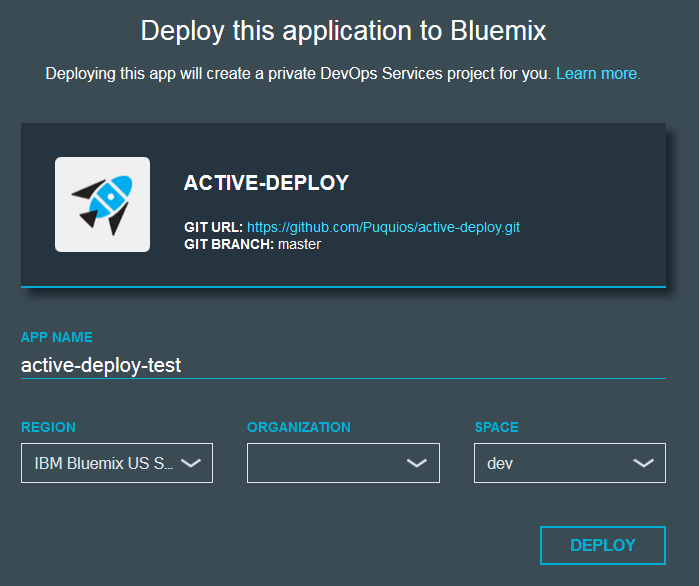 Deploy this application to Bluemix
Deploying this app will create a private DevOps Services project for you. Learn more.
ACTIVE-DEPLOY
GIT URL: https://github.com/Puquios/active-deploy.git
GIT BRANCH: master
APP NAME
active-deploy-test
REGION ORGANIZATION SPACE
IBM Bluemix US S... dev
DEPLOY